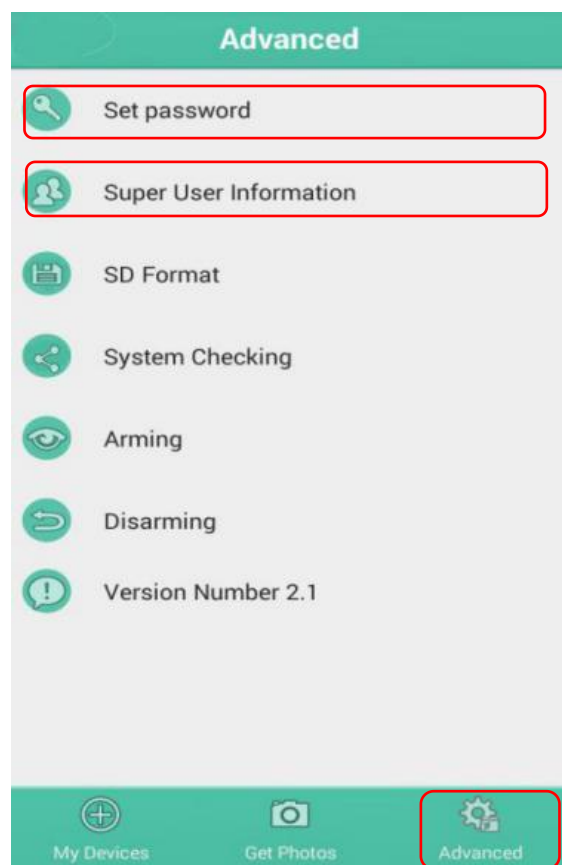 Advanced
Set password
Super User Information
SD Format
System Checking
Arming
Disarming
Version Number 2.1
My Devices
Get Photos
Advanced